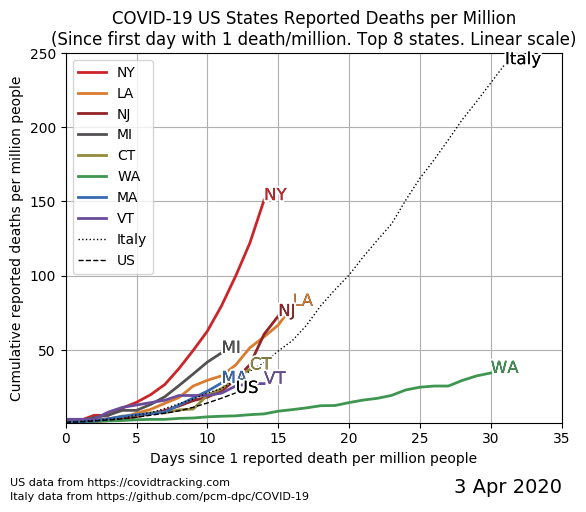 COVID-19 US States Reported Deaths per Million
(Since first day with 1 death/million. Top 8 states. Linear scale)
Cumulative reported deaths per million people
250
200
150
100
50
NY
LA
NJ
MI
CT
WA
MA
VT
Italy
US
Italy
NY
LA
NJ
MI
CT
WA
MA
VT
US
0
5
10
15
20
25
30
35
Days since 1 reported death per million people
US data from https://covidtracking.com
Italy data from https://github.com/pcm-dpc/COVID-19
3 Apr 2020